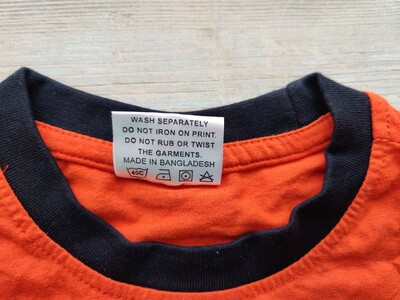 WASH SEPARATELY
DO NOT IRON ON PRINT.
DO NOT RUB OR TWIST
THE GARMENTS.
MADE IN BANGLADESH
40C